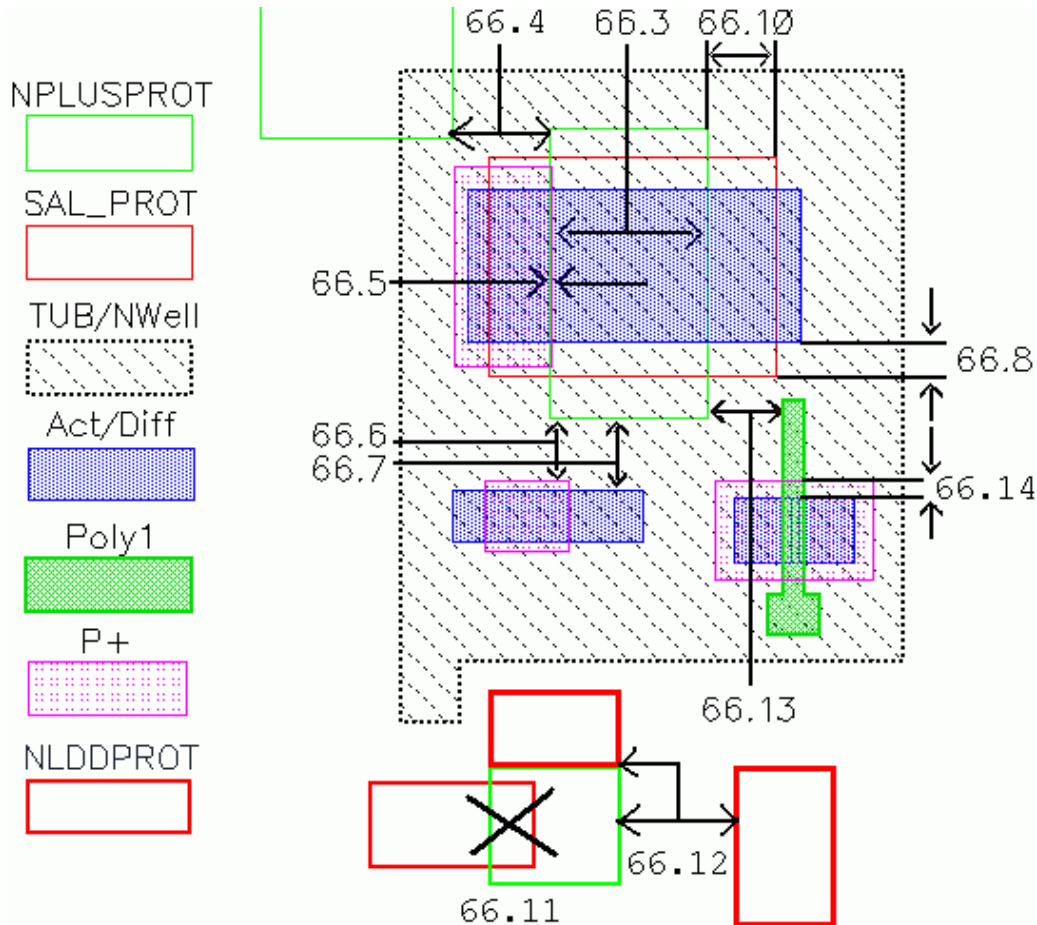 66.4 66.3 66.10
NPLUSPROT
SAL_PROT
66.5
TUB/NWell
66.8
Act/Diff
66.6
66.7
66.14
Poly1
P+
66.13
NLDDPROT
66.12
66.11